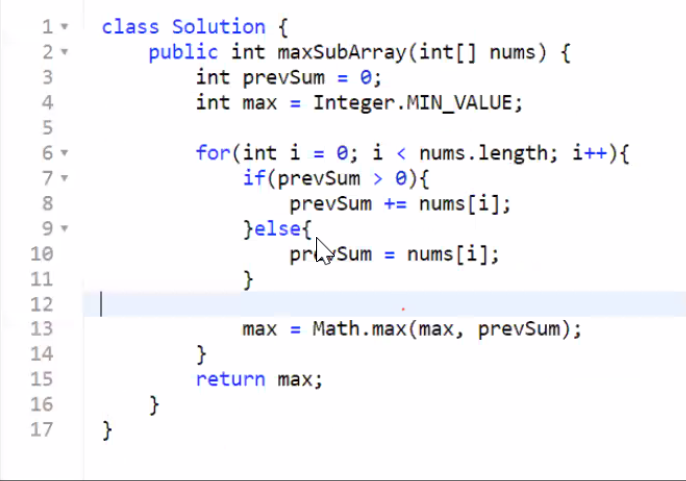 1 class Solution {
2 public int maxSubArray(int[] nums) {
3 int prevSum = 0;
4 int max = Integer.MIN_VALUE;
5
6 for(int i = 0; i < nums.length; i++){
7 if(prevSum > 0){
8 prevSum += nums[i];
9 }else{
10 prevSum = nums[i];
11 }
12
13 max = Math.max(max, prevSum);
14 }
15 return max;
16 }
17 }